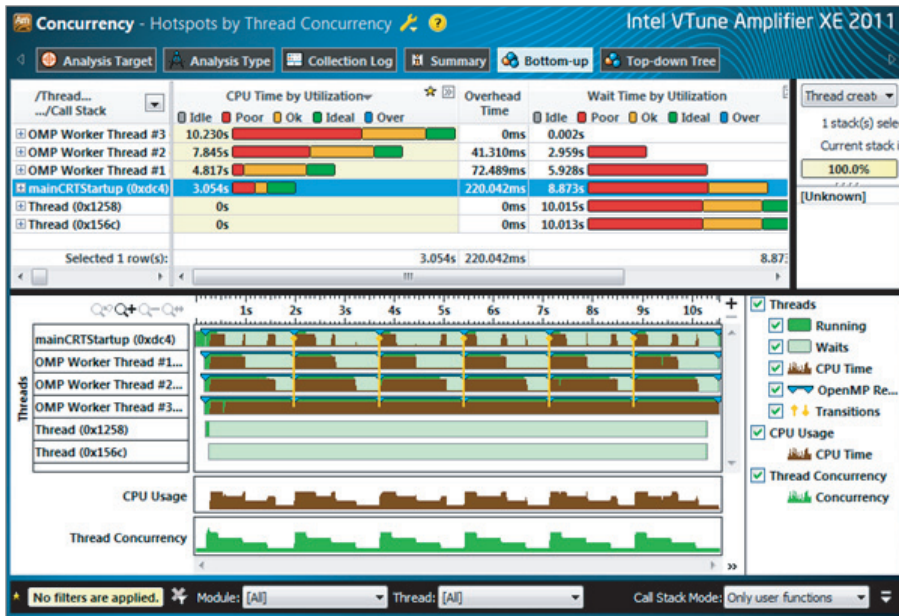 Concurrency - Hotspots by Thread Concurrency Intel VTune Amplifier XE 2011
Analysis Target Analysis Type Collection Log Summary Bottom-up Top-down Tree
/Thread...
.../Call Stack
CPU Time by Utilization
Idle Poor Ok Ideal Over
Overhead
Time
Wait Time by Utilization
Idle Poor Ok Ideal Over
OMP Worker Thread #3 10.230s 0ms 0.002s
OMP Worker Thread #2 7.845s 41.310ms 2.959s
OMP Worker Thread #1 4.817s 72.489ms 5.928s
mainCRTStartup (0xdc4) 3.054s 220.042ms 8.873s
Thread (0x1258) 0s 0ms 10.015s
Thread (0x156c) 0s 0ms 10.013s
Selected 1 row(s): 3.054s 220.042ms 8.873
Thread creat
1 stack(s) sele
Current stack i
100.0%
[Unknown]
1s 2s 3s 4s 5s 6s 7s 8s 9s 10s
Threads
mainCRTStartup (0xdc4)
OMP Worker Thread #1...
OMP Worker Thread #2...
OMP Worker Thread #3...
Thread (0x1258)
Thread (0x156c)
CPU Usage
Thread Concurrency
Threads
Running
Waits
CPU Time
OpenMP Re...
Transitions
CPU Usage
CPU Time
Thread Concurrency
Concurrency
No filters are applied. Module: [All] Thread: [All] Call Stack Mode: Only user functions